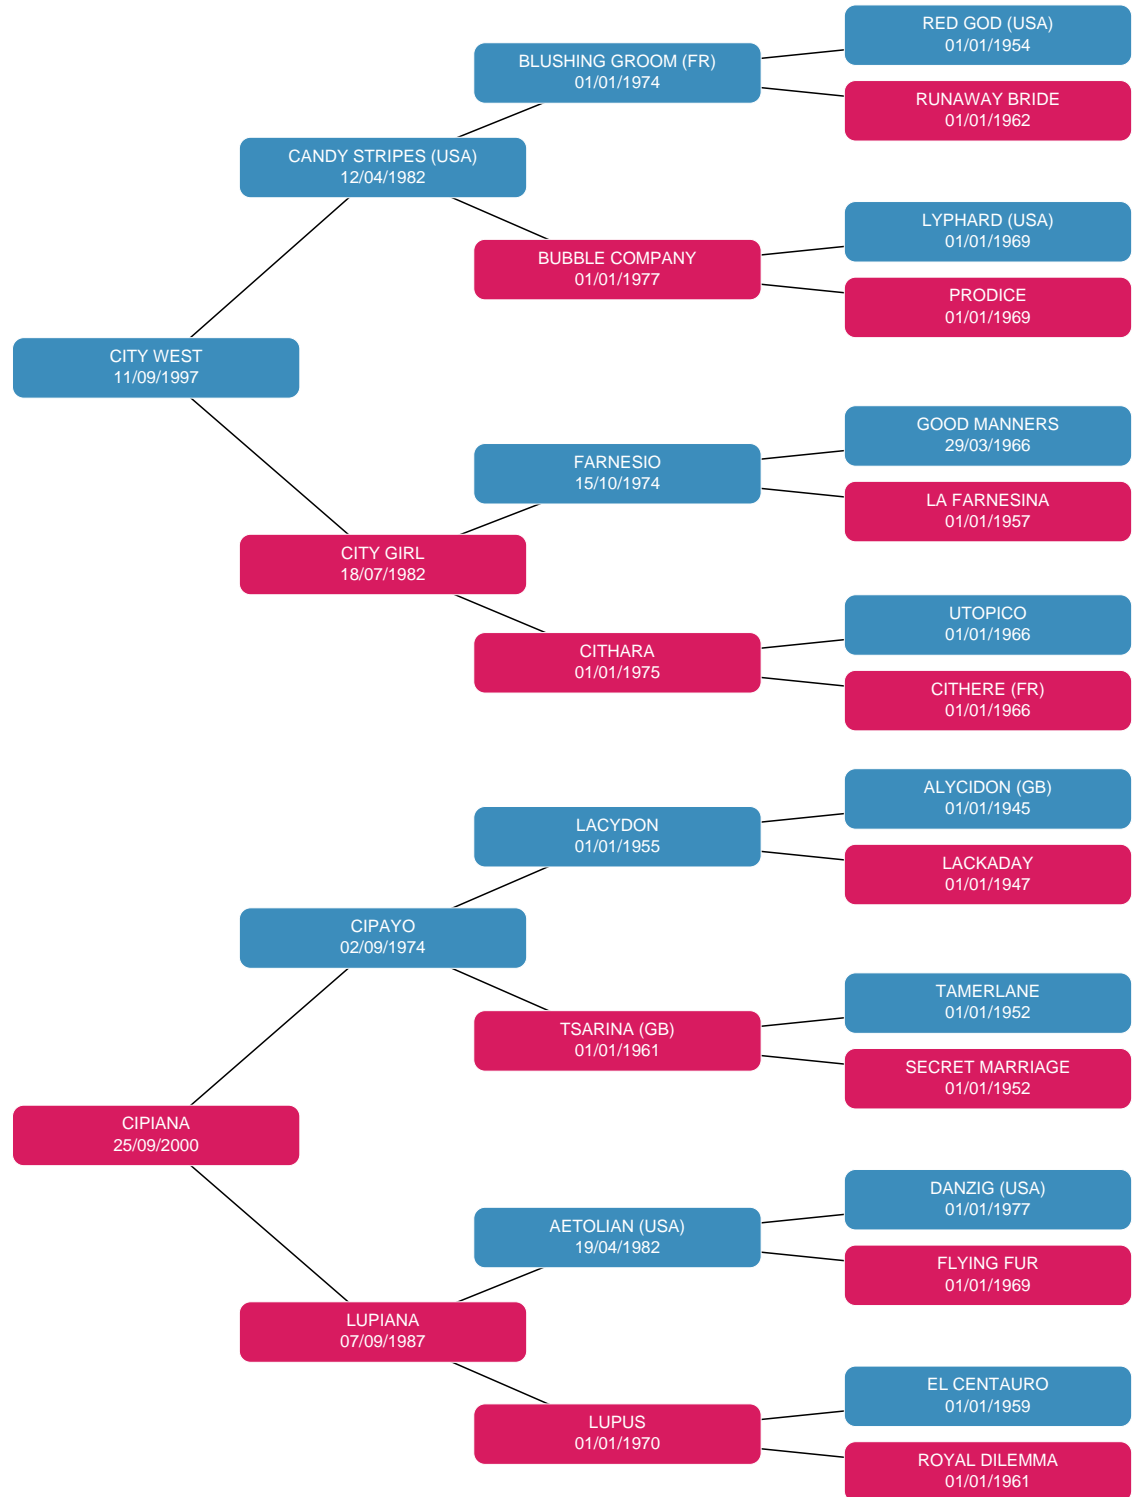 RED GOD (USA)
01/01/1954
BLUSHING GROOM (FR)
01/01/1974
RUNAWAY BRIDE
01/01/1962
CANDY STRIPES (USA)
12/04/1982
LYPHARD (USA)
01/01/1969
BUBBLE COMPANY
01/01/1977
PRODICE
01/01/1969
CITY WEST
11/09/1997
GOOD MANNERS
29/03/1966
FARNESIO
15/10/1974
LA FARNESINA
01/01/1957
CITY GIRL
18/07/1982
UTOPICO
01/01/1966
CITHARA
01/01/1975
CITHERE (FR)
01/01/1966
ALYCIDON (GB)
01/01/1945
LACYDON
01/01/1955
LACKADAY
01/01/1947
CIPAYO
02/09/1974
TAMERLANE
01/01/1952
TSARINA (GB)
01/01/1961
SECRET MARRIAGE
01/01/1952
CIPIANA
25/09/2000
DANZIG (USA)
01/01/1977
AETOLIAN (USA)
19/04/1982
FLYING FUR
01/01/1969
LUPIANA
07/09/1987
EL CENTAURO
01/01/1959
LUPUS
01/01/1970
ROYAL DILEMMA
01/01/1961